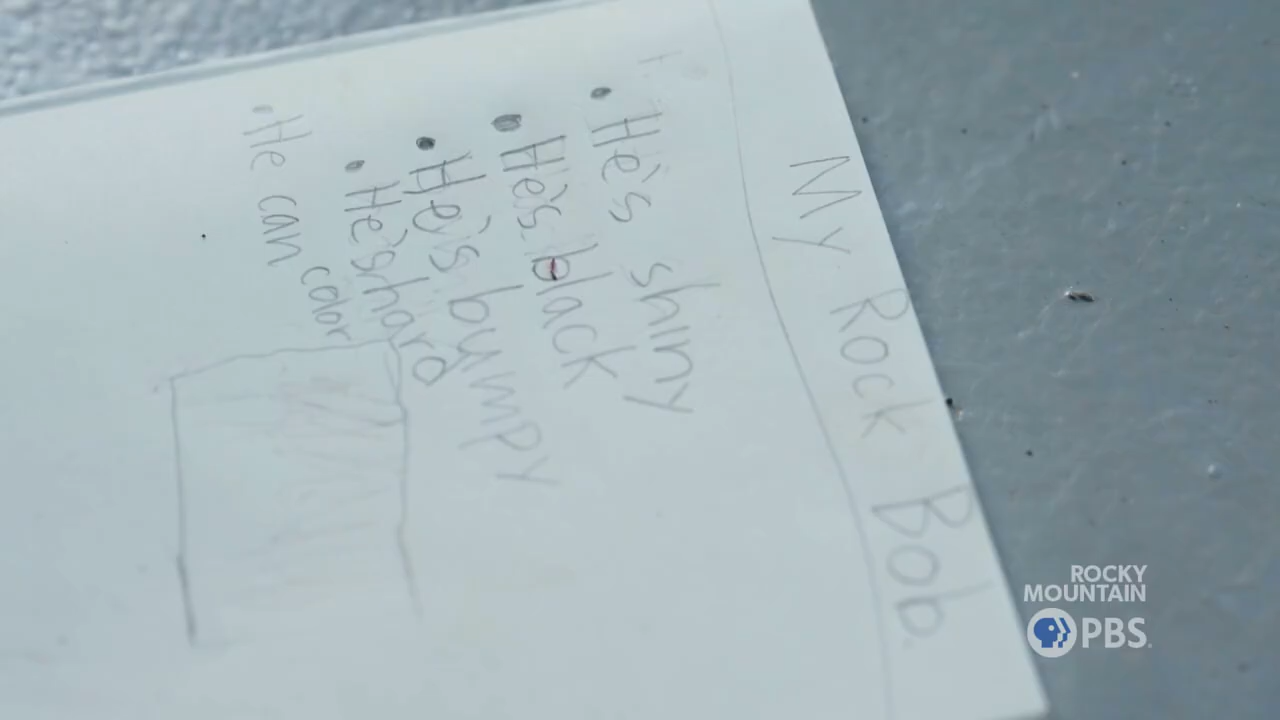 My Rock Bob
• He's shiny
• He's black
• He's bumpy
• He's hard
• He can color
ROCKY
MOUNTAIN
PBS.